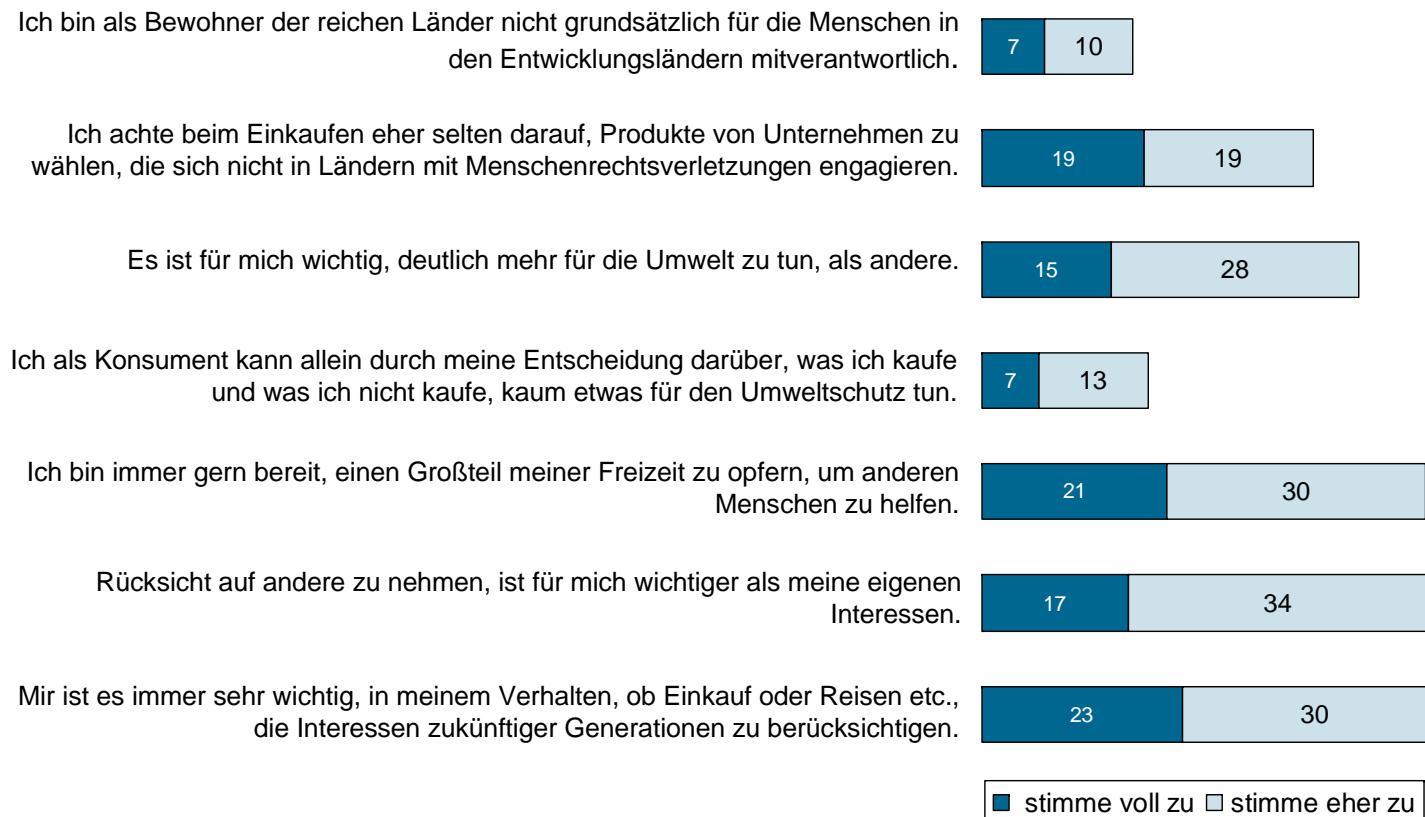 Ich bin als Bewohner der reichen Länder nicht grundsätzlich für die Menschen in
den Entwicklungsländern mitverantwortlich.
7 10
Ich achte beim Einkaufen eher selten darauf, Produkte von Unternehmen zu
wählen, die sich nicht in Ländern mit Menschenrechtsverletzungen engagieren.
19 19
Es ist für mich wichtig, deutlich mehr für die Umwelt zu tun, als andere.
15 28
Ich als Konsument kann allein durch meine Entscheidung darüber, was ich kaufe
und was ich nicht kaufe, kaum etwas für den Umweltschutz tun.
7 13
Ich bin immer gern bereit, einen Großteil meiner Freizeit zu opfern, um anderen
Menschen zu helfen.
21 30
Rücksicht auf andere zu nehmen, ist für mich wichtiger als meine eigenen
Interessen.
17 34
Mir ist es immer sehr wichtig, in meinem Verhalten, ob Einkauf oder Reisen etc.,
die Interessen zukünftiger Generationen zu berücksichtigen.
23 30
stimme voll zu stimme eher zu